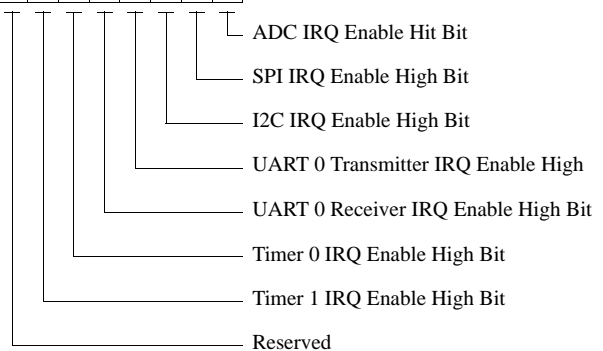 ADC IRQ Enable Hit Bit
SPI IRQ Enable High Bit
I2C IRQ Enable High Bit
UART 0 Transmitter IRQ Enable High
UART 0 Receiver IRQ Enable High Bit
Timer 0 IRQ Enable High Bit
Timer 1 IRQ Enable High Bit
Reserved